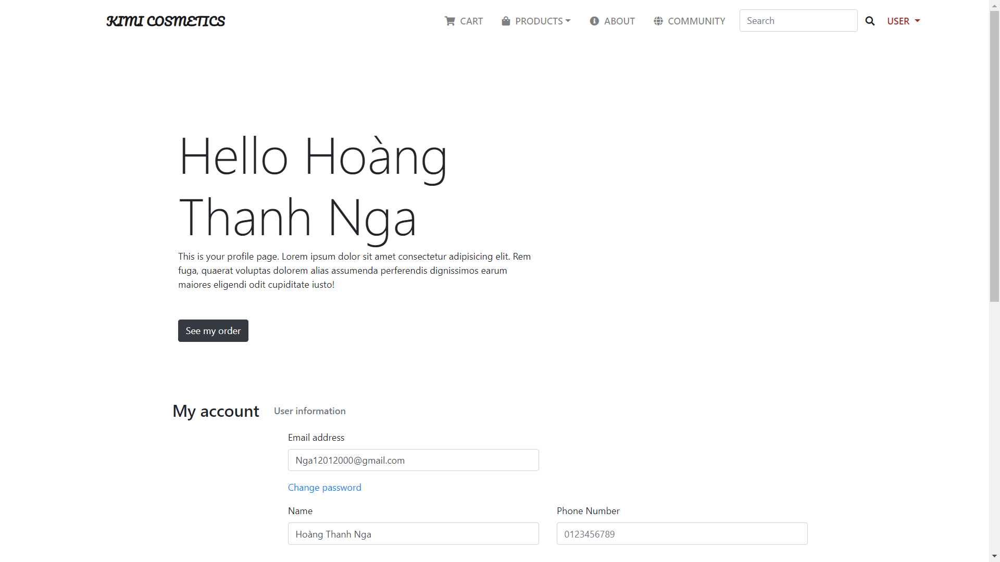 KIMI COSMETICS
CART
PRODUCTS
ABOUT
COMMUNITY
Search
USER
Hello Hoàng
Thanh Nga
This is your profile page. Lorem ipsum dolor sit amet consectetur adipisicing elit. Rem
fuga, quaerat voluptas dolorem alias assumenda perferendis dignissimos earum
maiores eligendi odit cupiditate iusto!
See my order
My account
User information
Email address
Nga12012000@gmail.com
Change password
Name
Phone Number
Hoàng Thanh Nga
0123456789